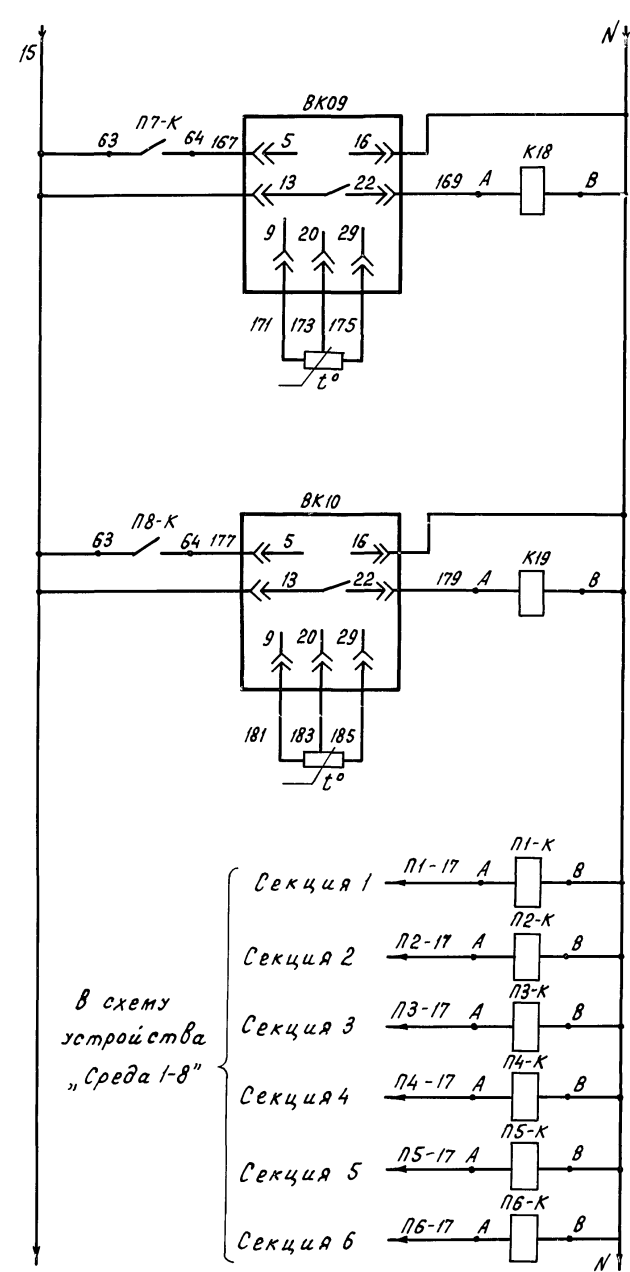 15 N
ВК09
П7-К
63 64 167 5 16
К18
13 22 169 А В
9 20 29
171 173 175
t°
ВК10
П8-К
63 64 177 5 16
К19
13 22 179 А В
9 20 29
181 183 185
t°
П1-К
Секция 1 П1-17 А В
П2-К
Секция 2 П2-17 А В
П3-К
В схему
Секция 3 П3-17 А В
устройства
П4-К
„Среда 1-8"
Секция 4 П4-17 А В
П5-К
Секция 5 П5-17 А В
П6-К
Секция 6 П6-17 А В
N